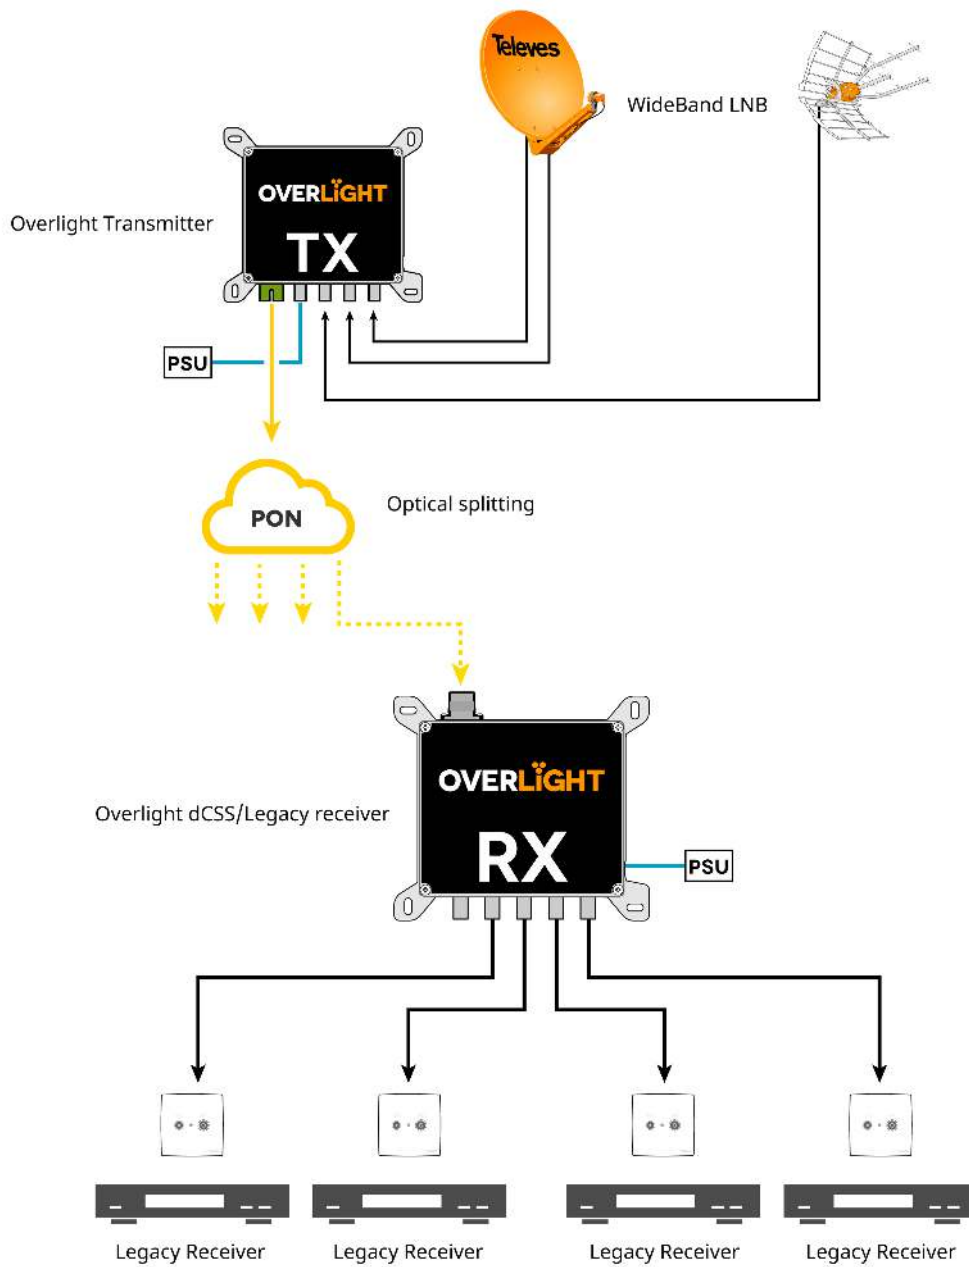 Televes
WideBand LNB
OVERLiGHT
TX
Overlight Transmitter
PSU
PON
Optical splitting
OVERLiGHT
RX
Overlight dCSS/Legacy receiver
PSU
Legacy Receiver
Legacy Receiver
Legacy Receiver
Legacy Receiver